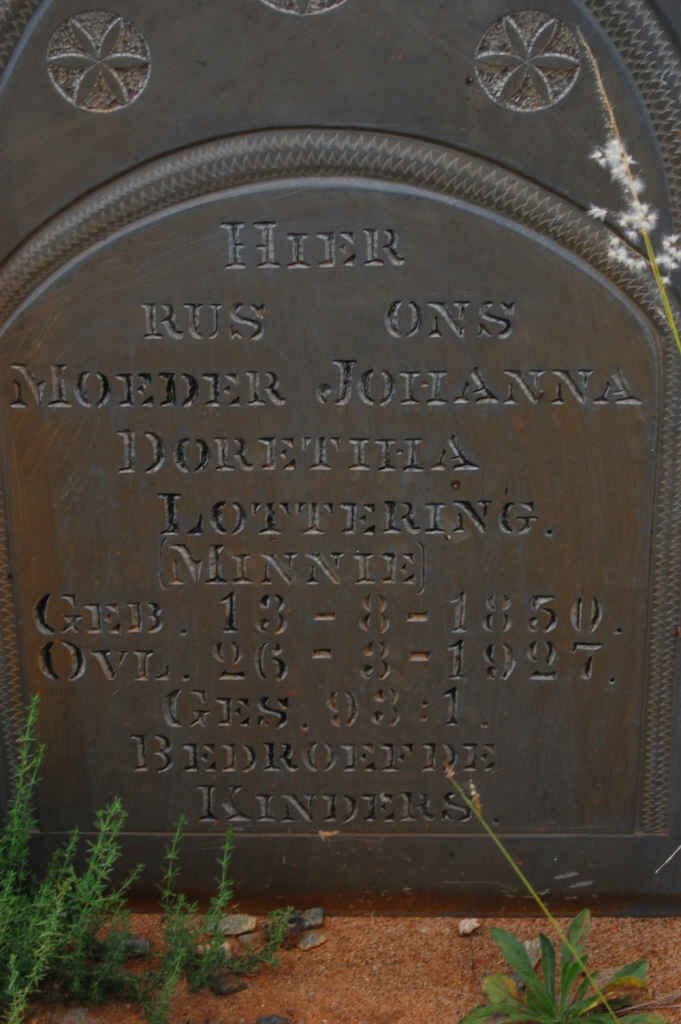 HIER
RUS ONS
MOEDER JOHANNA
DORETHA
LOTTERING.
(MINNIE)
GEB. 13-8-1850.
OVL. 26-3-1927.
GES. 93:1.
BEDROEFDE
KINDERS.